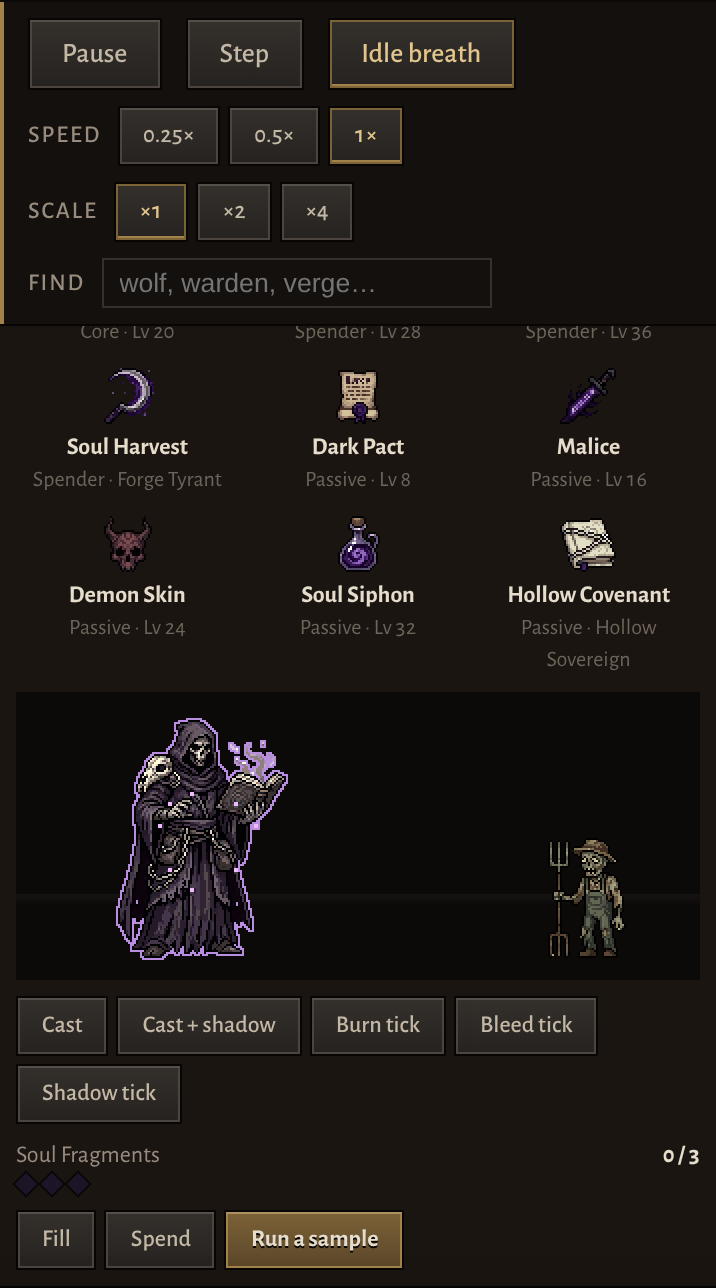 Pause Step Idle breath
SPEED 0.25× 0.5× 1×
SCALE ×1 ×2 ×4
FIND wolf, warden, verge…
Core · Lv 20 Spender · Lv 28 Spender · Lv 36
Soul Harvest Dark Pact Malice
Spender · Forge Tyrant Passive · Lv 8 Passive · Lv 16
Demon Skin Soul Siphon Hollow Covenant
Passive · Lv 24 Passive · Lv 32 Passive · Hollow
Sovereign
Cast Cast + shadow Burn tick Bleed tick
Shadow tick
Soul Fragments 0 / 3
Fill Spend Run a sample